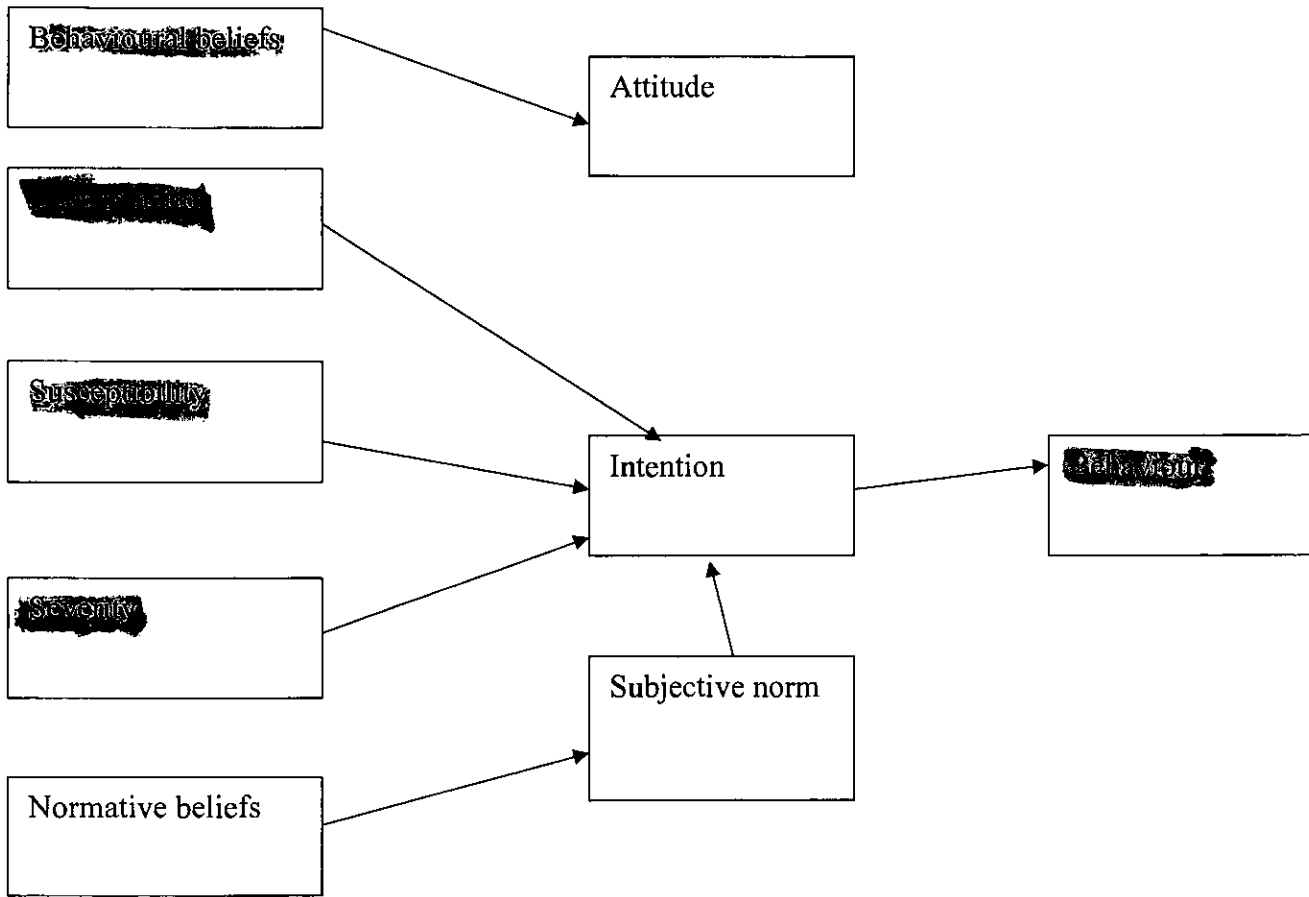 Behavioural beliefs
Attitude
Susceptibility
Intention
Behaviour
Severity
Subjective norm
Normative beliefs